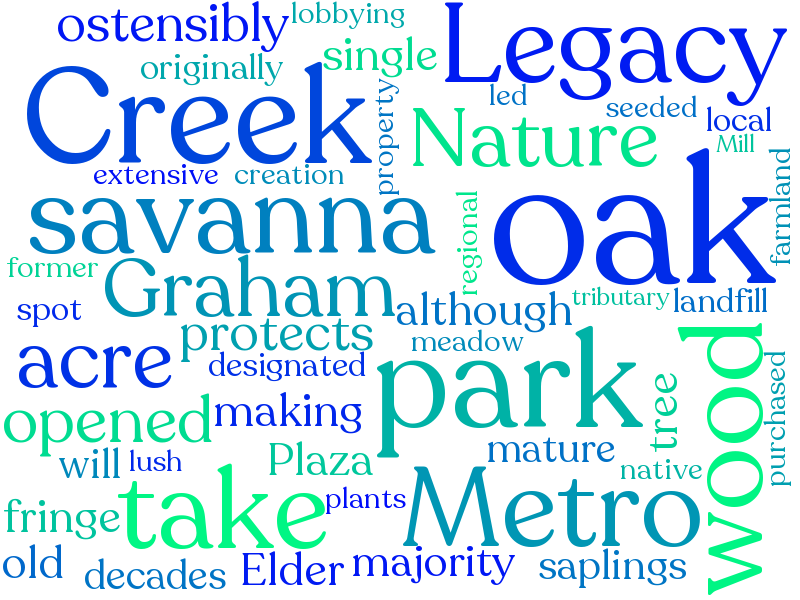 ostensibly
lobbying
Legacy
originally
single
Creek
property
led
seeded
local
Nature
Mill
extensive
creation
savanna
regional
oak
farmland
former
Graham
spot
although
tributary
landfill
protects
acre
designated
meadow
park
wood
opened
making
tree
purchased
will
lush
Plaza
mature
native
fringe
take
plants
Metro
old
decades
Elder
majority
saplings